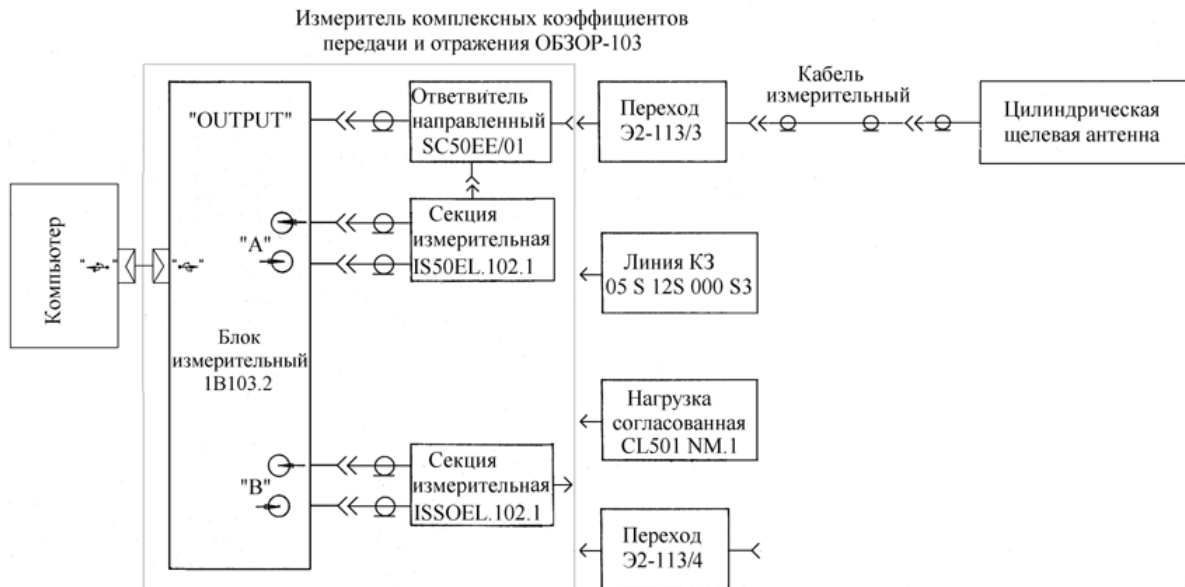 Измеритель комплексных коэффициентов
передачи и отражения ОБЗОР-103
"OUTPUT"
Ответвитель
направленный
SC50EE/01
Переход
Э2-113/3
Кабель
измерительный
Цилиндрическая
щелевая антенна
Компьютер
"A"
Секция
измерительная
IS50EL.102.1
Линия КЗ
05 S 12S 000 S3
Блок
измерительный
1В103.2
Нагрузка
согласованная
CL501 NM.1
"B"
Секция
измерительная
ISSOEL.102.1
Переход
Э2-113/4